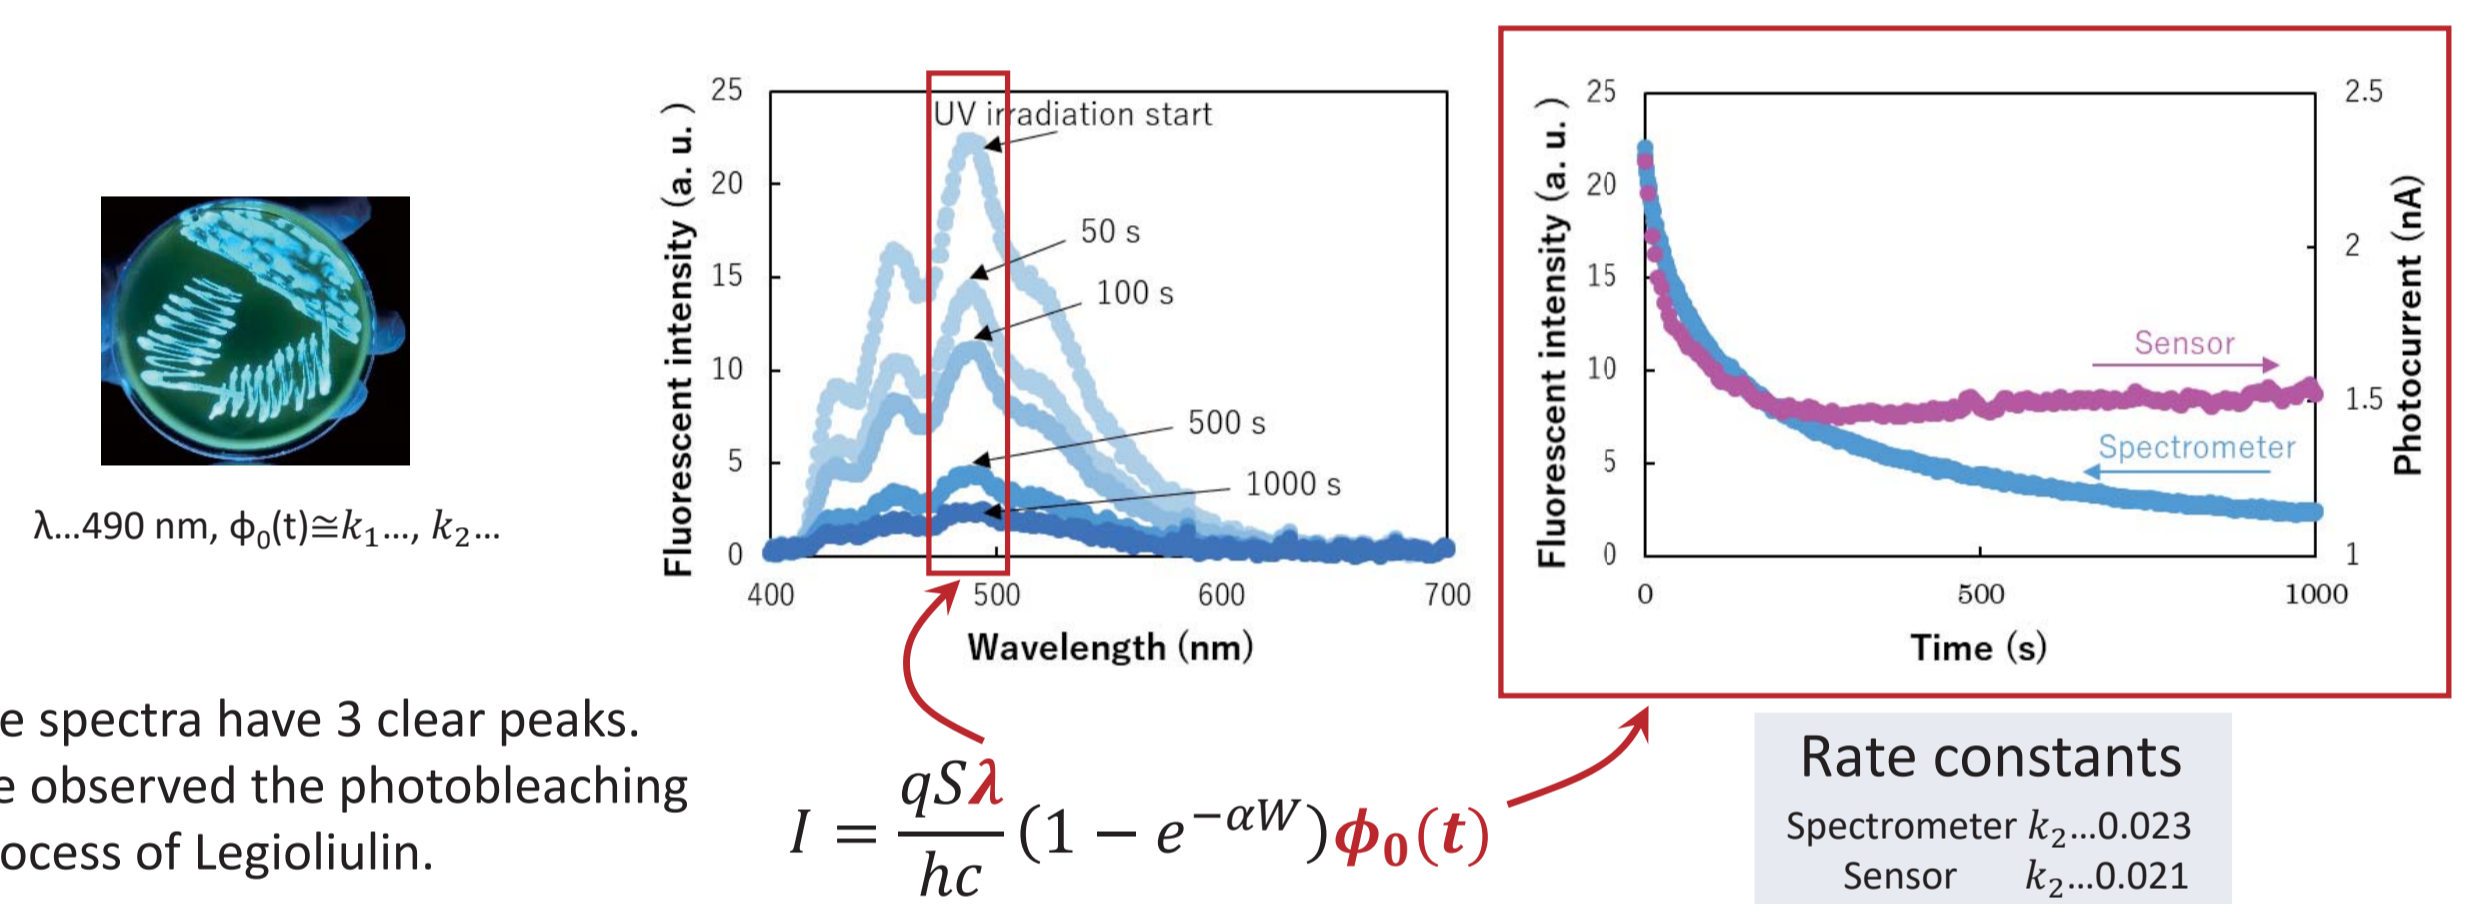 λ...490 nm, ϕ₀(t)≅k₁..., k₂...
e spectra have 3 clear peaks.
e observed the photobleaching
ocess of Legioliulin.
Fluorescent intensity (a. u. )
25
20
15
10
5
0
UV irradiation start
50 s
100 s
500 s
1000 s
400
500
600
700
Wavelength (nm)
I = qSλ/hc (1 − e^−αW)ϕ₀(t)
Fluorescent intensity (a. u. )
25
20
15
10
5
0
Sensor
Spectrometer
2.5
2
1.5
1
Photocurrent (nA)
0
500
1000
Time (s)
Rate constants
Spectrometer k₂...0.023
Sensor k₂...0.021